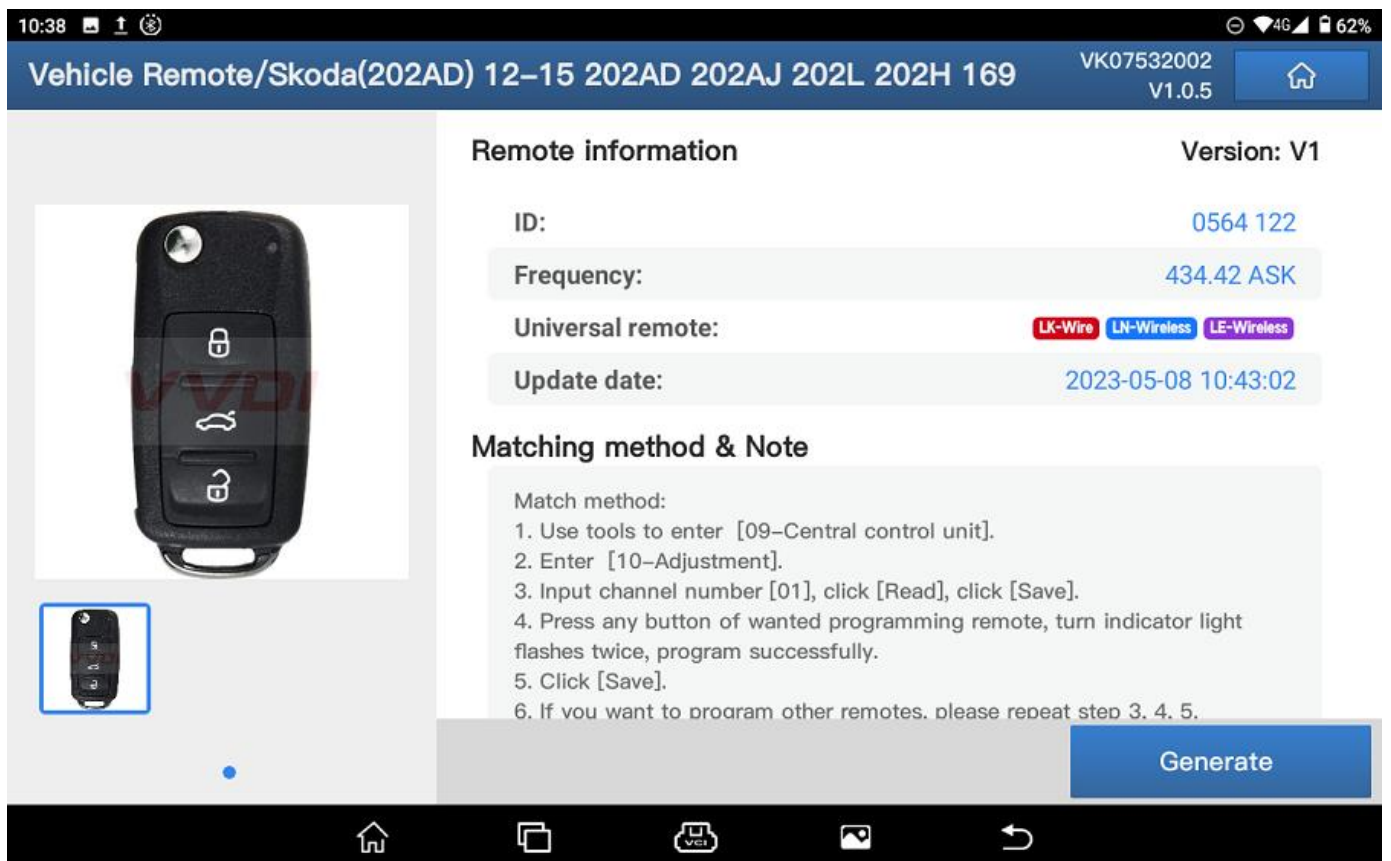 10:38
4G 62%
Vehicle Remote/Skoda(202AD) 12-15 202AD 202AJ 202L 202H 169
VK07532002
V1.0.5
Remote information
Version: V1
ID:
0564 122
Frequency:
434.42 ASK
Universal remote:
LK-Wire LN-Wireless LE-Wireless
Update date:
2023-05-08 10:43:02
VVDI
Matching method & Note
Match method:
1. Use tools to enter [09-Central control unit].
2. Enter [10-Adjustment].
3. Input channel number [01], click [Read], click [Save].
4. Press any button of wanted programming remote, turn indicator light
flashes twice, program successfully.
5. Click [Save].
6. If you want to program other remotes, please repeat step 3, 4, 5.
Generate
VCI